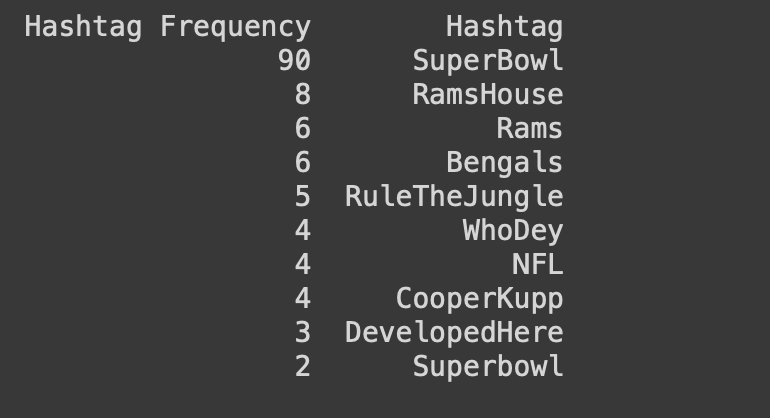 Hashtag Frequency Hashtag
90 SuperBowl
8 RamsHouse
6 Rams
6 Bengals
5 RuleTheJungle
4 WhoDey
4 NFL
4 CooperKupp
3 DevelopedHere
2 Superbowl